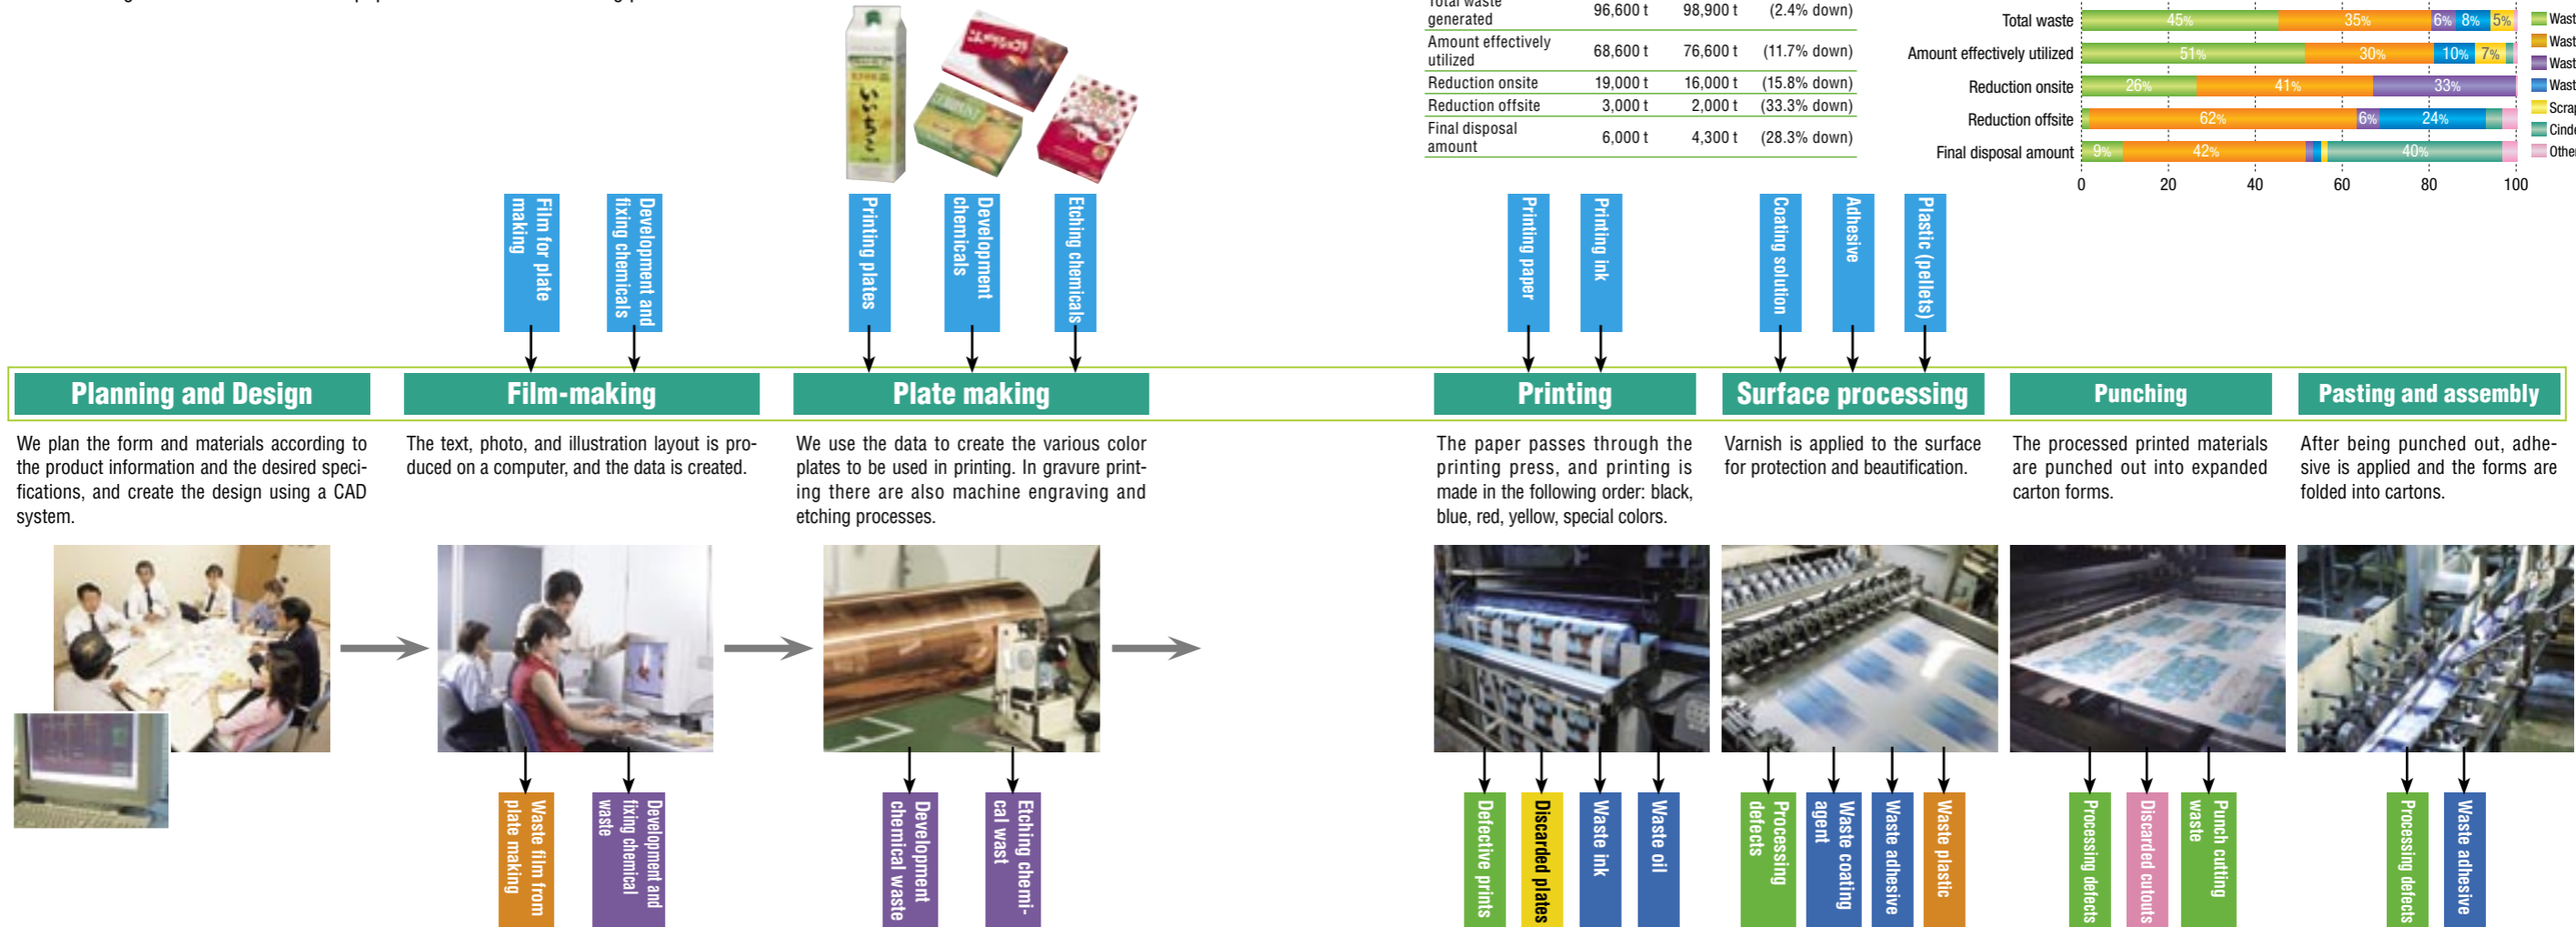 Total waste
generated
96,600 t
98,900 t
(2.4% down)
Amount effectively
utilized
68,600 t
76,600 t
(11.7% down)
Reduction onsite
19,000 t
16,000 t
(15.8% down)
Reduction offsite
3,000 t
2,000 t
(33.3% down)
Final disposal
amount
6,000 t
4,300 t
(28.3% down)
Total waste
45%
35%
6%
8%
5%
Amount effectively utilized
51%
30%
10%
7%
Reduction onsite
26%
41%
33%
Reduction offsite
62%
6%
24%
Final disposal amount
9%
42%
40%
0
20
40
60
80
100
いいちこ
Film for plate
making
Development and
fixing chemicals
Printing plates
Development
chemicals
Etching chemicals
Printing paper
Printing ink
Coating solution
Adhesive
Plastic (pellets)
Planning and Design
Film-making
Plate making
Printing
Surface processing
Punching
Pasting and assembly
We plan the form and materials according to
the product information and the desired speci-
fications, and create the design using a CAD
system.
The text, photo, and illustration layout is pro-
duced on a computer, and the data is created.
We use the data to create the various color
plates to be used in printing. In gravure print-
ing there are also machine engraving and
etching processes.
The paper passes through the
printing press, and printing is
made in the following order: black,
blue, red, yellow, special colors.
Varnish is applied to the surface
for protection and beautification.
The processed printed materials
are punched out into expanded
carton forms.
After being punched out, adhe-
sive is applied and the forms are
folded into cartons.
Waste film from
plate making
Development and
fixing chemical
waste
Development
chemical waste
Etching chemi-
cal wast
Defective prints
Discarded plates
Waste ink
Waste oil
Processing
defects
Waste coating
agent
Waste adhesive
Waste plastic
Processing defects
Discarded cutouts
Punch cutting
waste
Processing defects
Waste adhesive